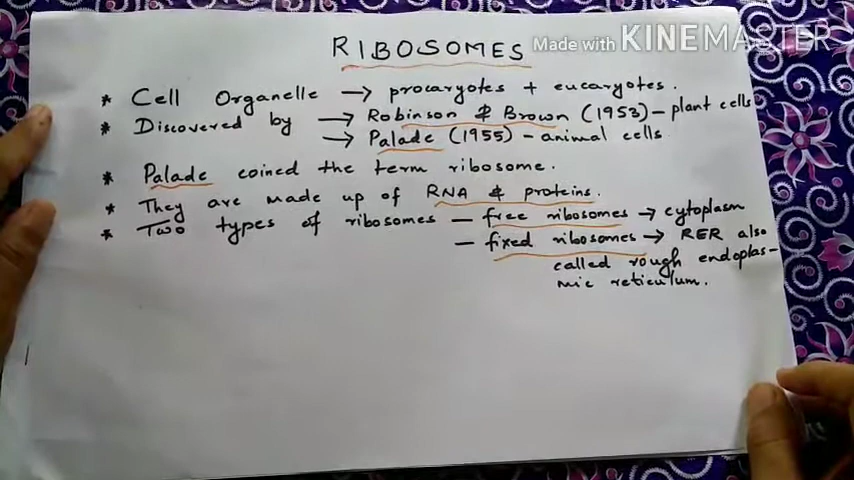 RIBOSOMES
Made with KINEMASTER
* Cell Organelle → procaryotes + eucaryotes.
* Discovered by → Robinson & Brown (1953) – plant cells
→ Palade (1955) – animal cells
* Palade coined the term ribosome.
* They are made up of RNA & proteins.
* Two types of ribosomes – free ribosomes → cytoplasm
– fixed ribosomes → RER also
called rough endoplas-
mic reticulum.